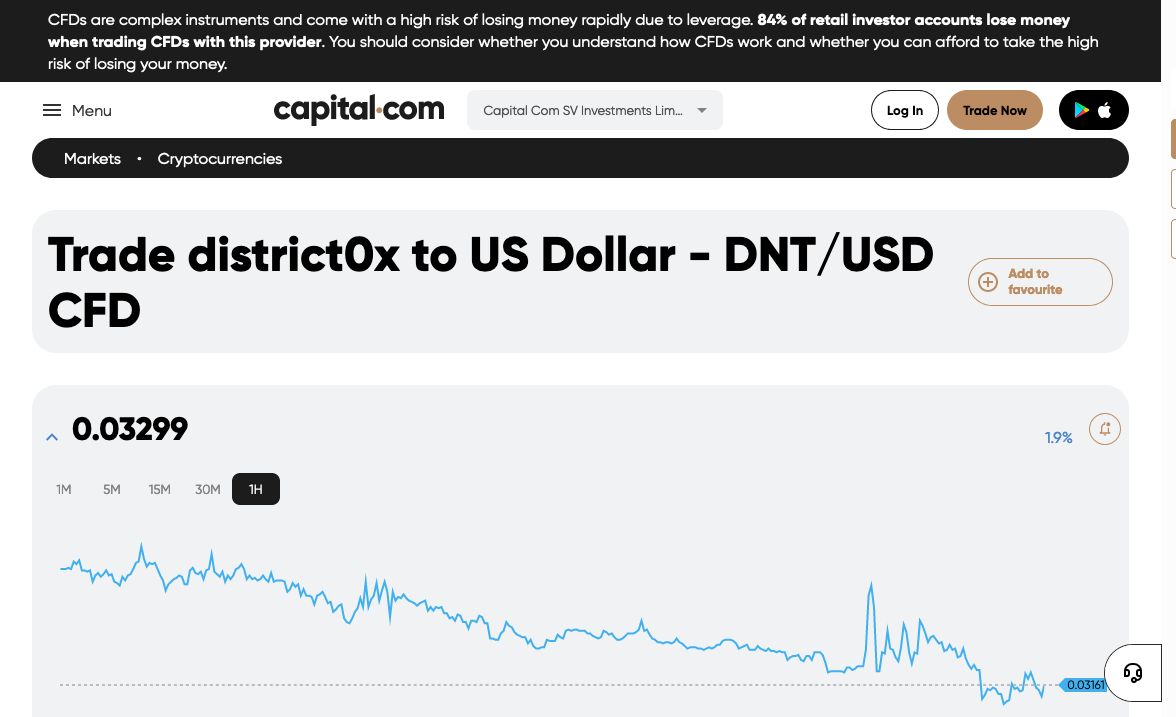 CFDs are complex instruments and come with a high risk of losing money rapidly due to leverage. 84% of retail investor accounts lose money
when trading CFDs with this provider. You should consider whether you understand how CFDs work and whether you can afford to take the high
risk of losing your money.
Menu
capital.com
Capital Com SV Investments Lim...
Log In
Trade Now
Markets • Cryptocurrencies
Trade district0x to US Dollar - DNT/USD
CFD
Add to
favourite
0.03299
1.9%
1M 5M 15M 30M 1H
0.03161